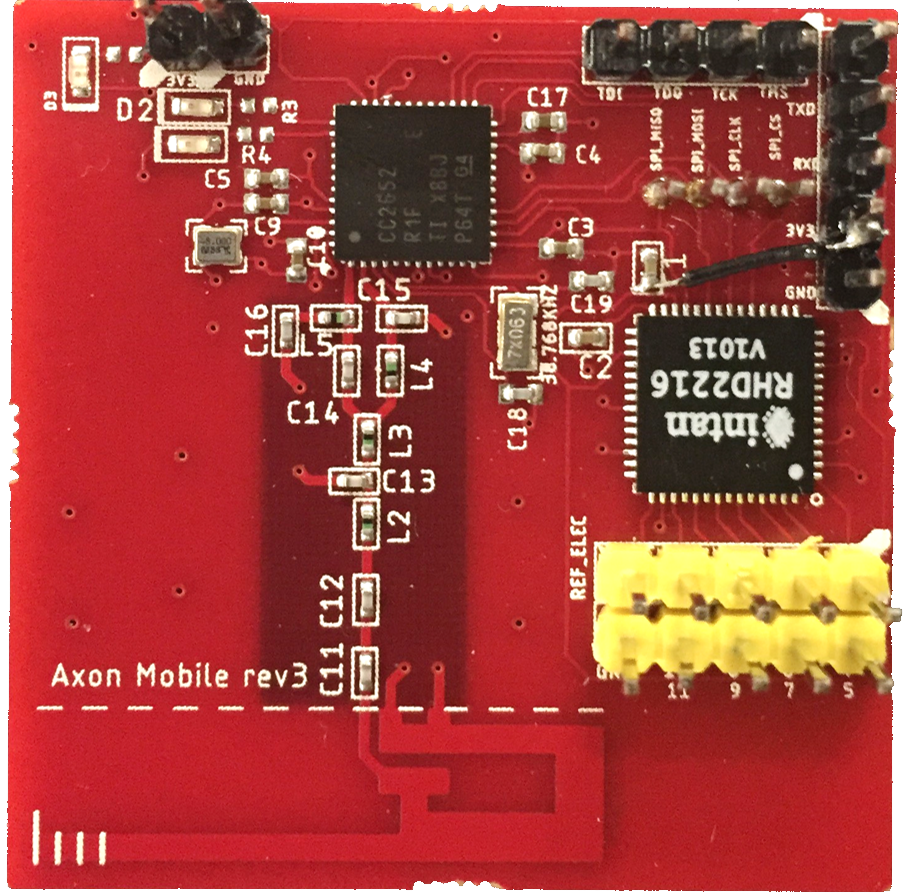 3V3
GND
D3
D2
R3
R4
C5
C9
C17
C4
TDI
TDO
TCK
TMS
TXD
RXD
3V3
GND
SPI_MISO
SPI_MOSI
SPI_CLK
SPI_CS
CC2652
R1F E
TI X88J
P64T G4
C3
C19
C2
C18
32.768KHZ
7X063
C15
C16
L5
C14
L4
L3
C13
L2
C12
C11
intan
RHD2216
V1013
REF_ELEC
11
9
7
5
Axon Mobile rev3